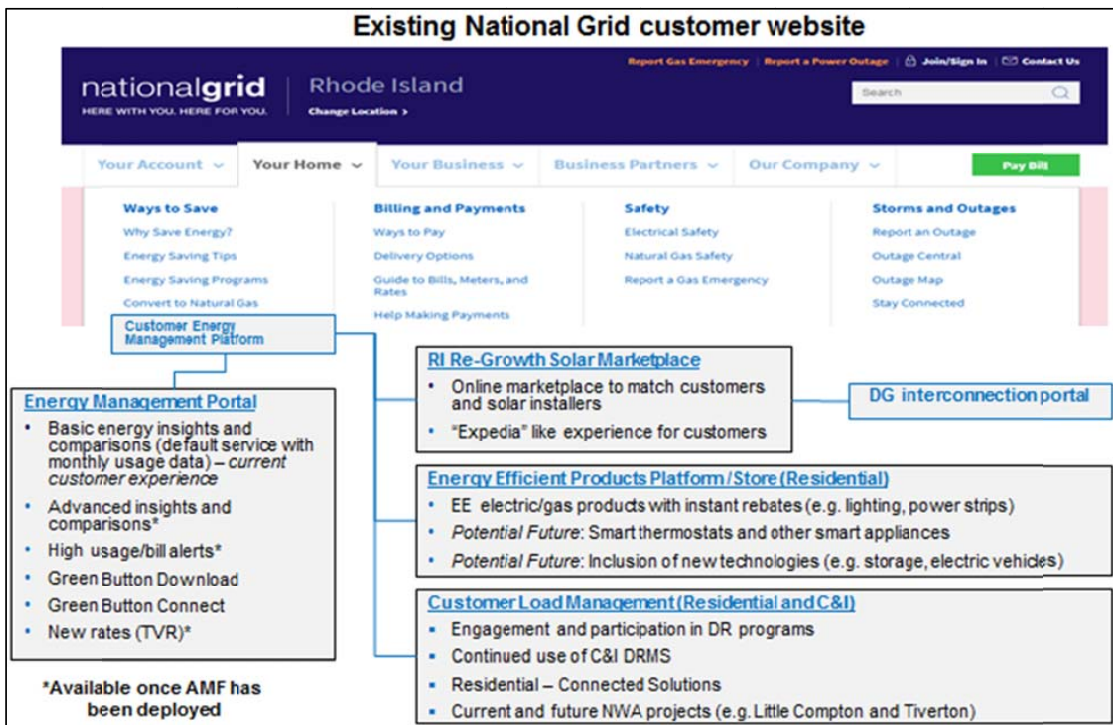 Existing National Grid customer website
Report Gas Emergency | Report a Power Outage | Join/Sign In | Contact Us
nationalgrid
HERE WITH YOU. HERE FOR YOU.
Rhode Island
Change Location >
Search
Your Account
Your Home
Your Business
Business Partners
Our Company
Pay Bill
Ways to Save
Why Save Energy?
Energy Saving Tips
Energy Saving Programs
Convert to Natural Gas
Billing and Payments
Ways to Pay
Delivery Options
Guide to Bills, Meters, and
Rates
Help Making Payments
Safety
Electrical Safety
Natural Gas Safety
Report a Gas Emergency
Storms and Outages
Report an Outage
Outage Central
Outage Map
Stay Connected
Customer Energy
Management Platform
Energy Management Portal
• Basic energy insights and
comparisons (default service with
monthly usage data) – current
customer experience
• Advanced insights and
comparisons*
• High usage/bill alerts*
• Green Button Download
• Green Button Connect
• New rates (TVR)*
*Available once AMF has
been deployed
RI Re-Growth Solar Marketplace
• Online marketplace to match customers
and solar installers
• “Expedia” like experience for customers
DG interconnection portal
Energy Efficient Products Platform/Store (Residential)
• EE electric/gas products with instant rebates (e.g. lighting, power strips)
• Potential Future: Smart thermostats and other smart appliances
• Potential Future: Inclusion of new technologies (e.g. storage, electric vehicles)
Customer Load Management (Residential and C&I)
▪ Engagement and participation in DR programs
▪ Continued use of C&I DRMS
▪ Residential – Connected Solutions
▪ Current and future NWA projects (e.g. Little Compton and Tiverton)